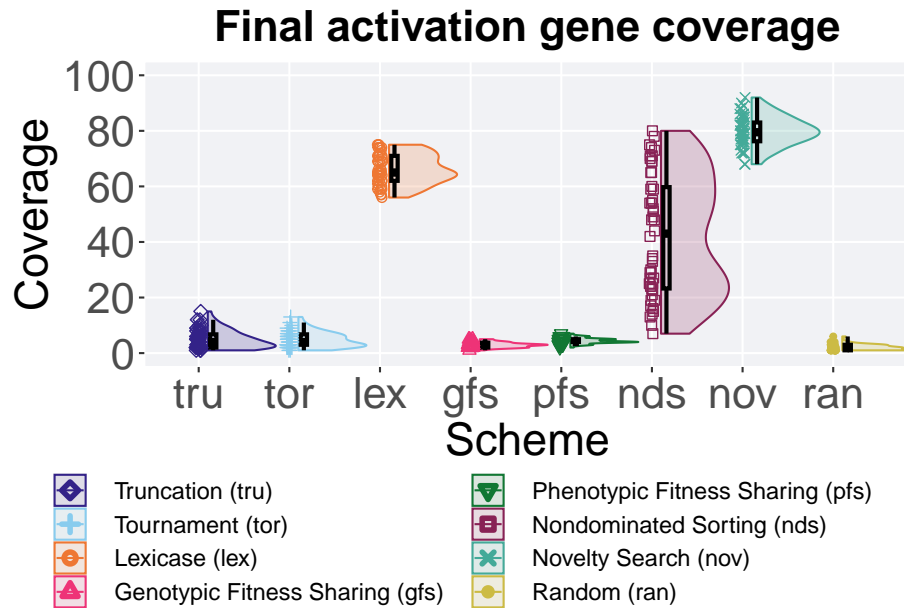 Final activation gene coverage
Coverage
100
80
60
40
20
0
tru tor lex gfs pfs nds nov ran
Scheme
Truncation (tru)
Tournament (tor)
Lexicase (lex)
Genotypic Fitness Sharing (gfs)
Phenotypic Fitness Sharing (pfs)
Nondominated Sorting (nds)
Novelty Search (nov)
Random (ran)